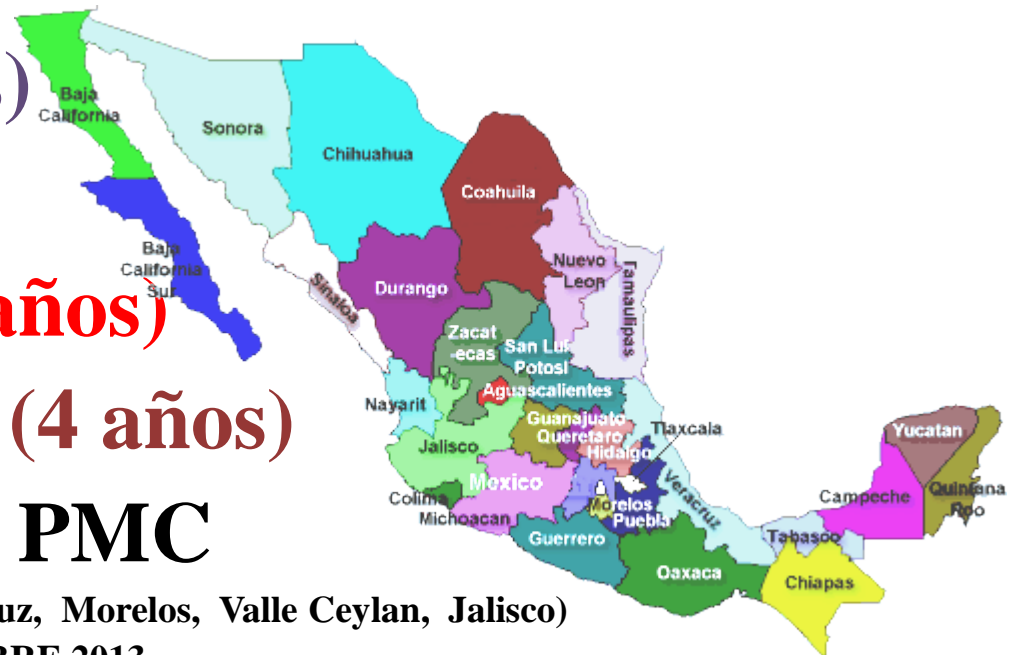 )
Baja
California
Sonora
Chihuahua
Coahuila
Baja
California
Sur
Sinaloa
Durango
Nuevo
Leon
Tamaulipas
años)
Zacat
-ecas
San Luis
Potosi
Aguascalientes
Nayarit
(4 años)
Guanajuato
Queretaro
Hidalgo
Tlaxcala
Jalisco
Yucatan
Mexico
Veracruz
Campeche
Quintana
Roo
Colima
Michoacan
Morelos
Puebla
PMC
Guerrero
Tabasco
Oaxaca
Chiapas
uz, Morelos, Valle Ceylan, Jalisco)
BRE 2013